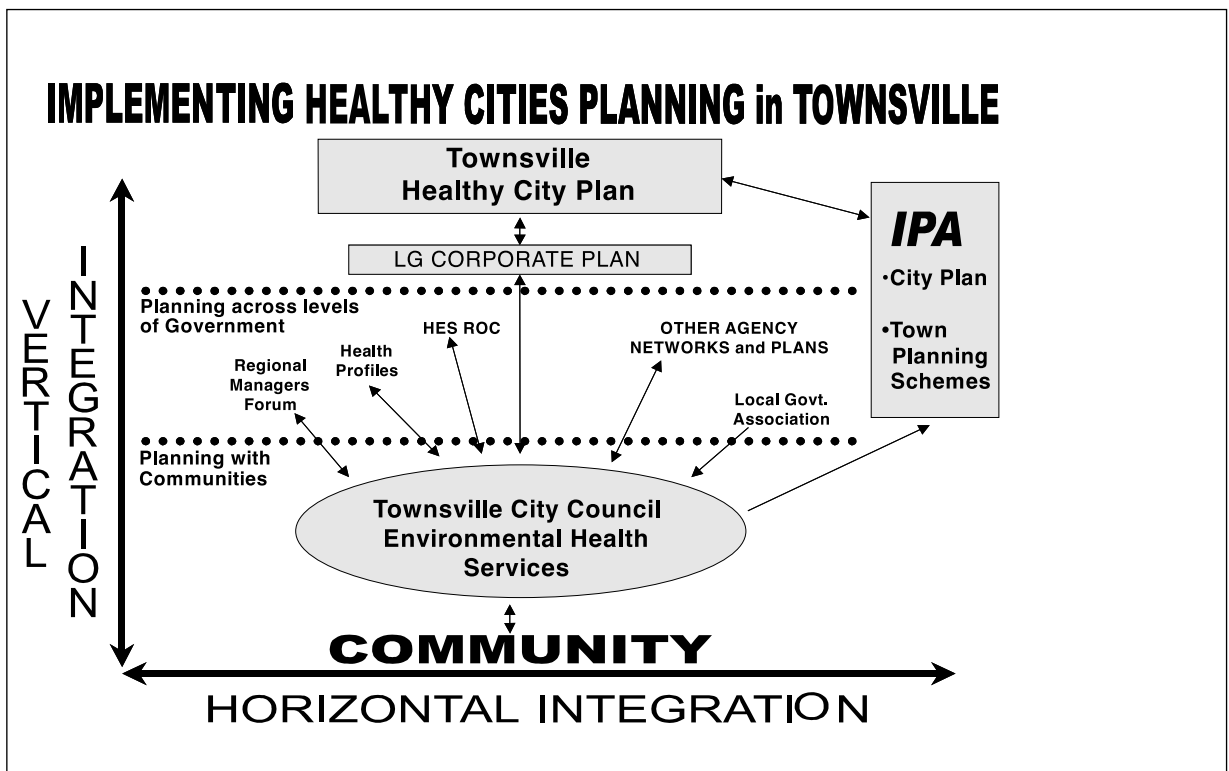 IMPLEMENTING HEALTHY CITIES PLANNING in TOWNSVILLE
Townsville
Healthy City Plan
LG CORPORATE PLAN
IPA
•City Plan
•Town
Planning
Schemes
VERTICAL
INTEGRATION
Planning across levels
of Government
Regional
Managers
Forum
Health
Profiles
HES ROC
OTHER AGENCY
NETWORKS and PLANS
Local Govt.
Association
Planning with
Communities
Townsville City Council
Environmental Health
Services
COMMUNITY
HORIZONTAL INTEGRATION